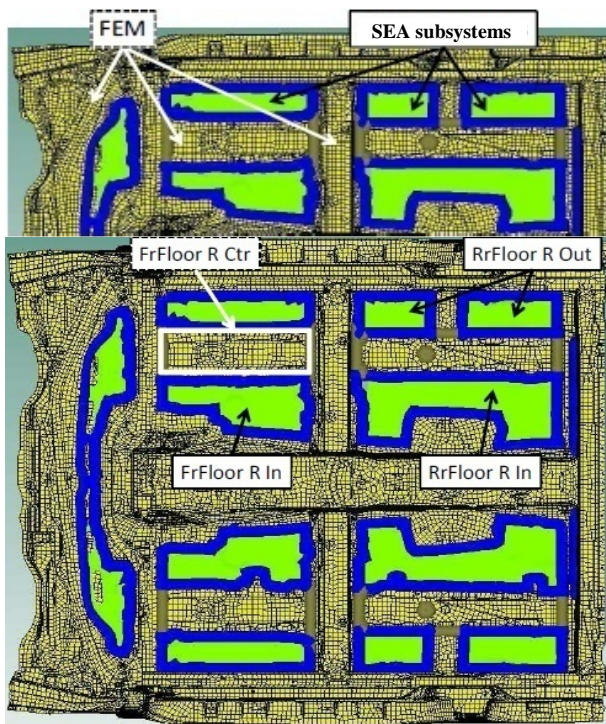 FEM
SEA subsystems
FrFloor R Ctr
RrFloor R Out
FrFloor R In
RrFloor R In